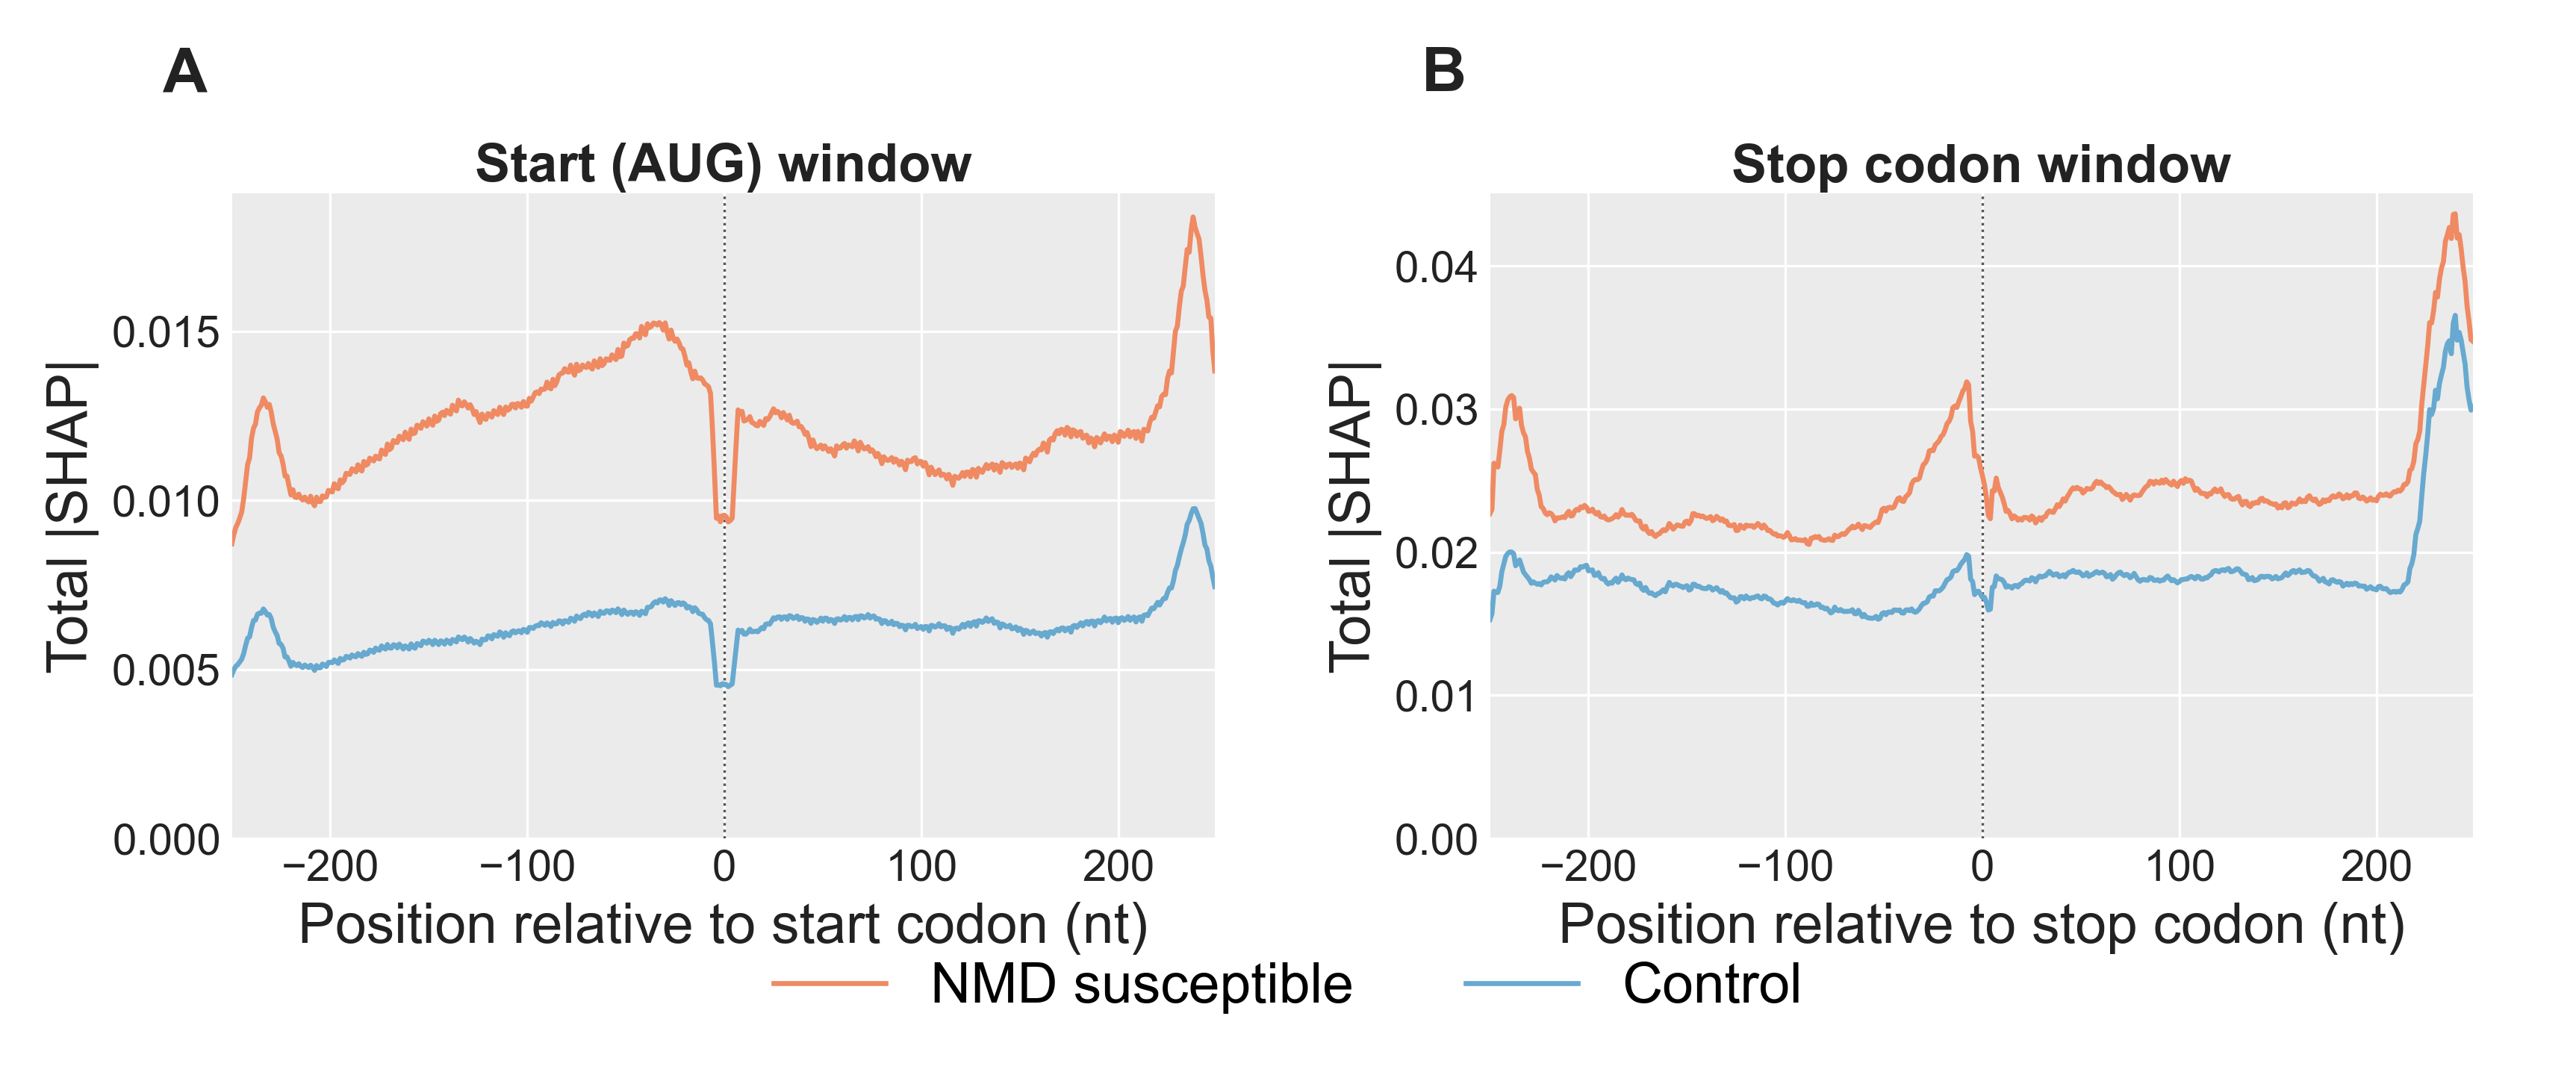 A
B
Start (AUG) window
Stop codon window
Total |SHAP|
0.015
0.010
0.005
0.000
−200
−100
0
100
200
Position relative to start codon (nt)
Total |SHAP|
0.04
0.03
0.02
0.01
0.00
−200
−100
0
100
200
Position relative to stop codon (nt)
NMD susceptible
Control